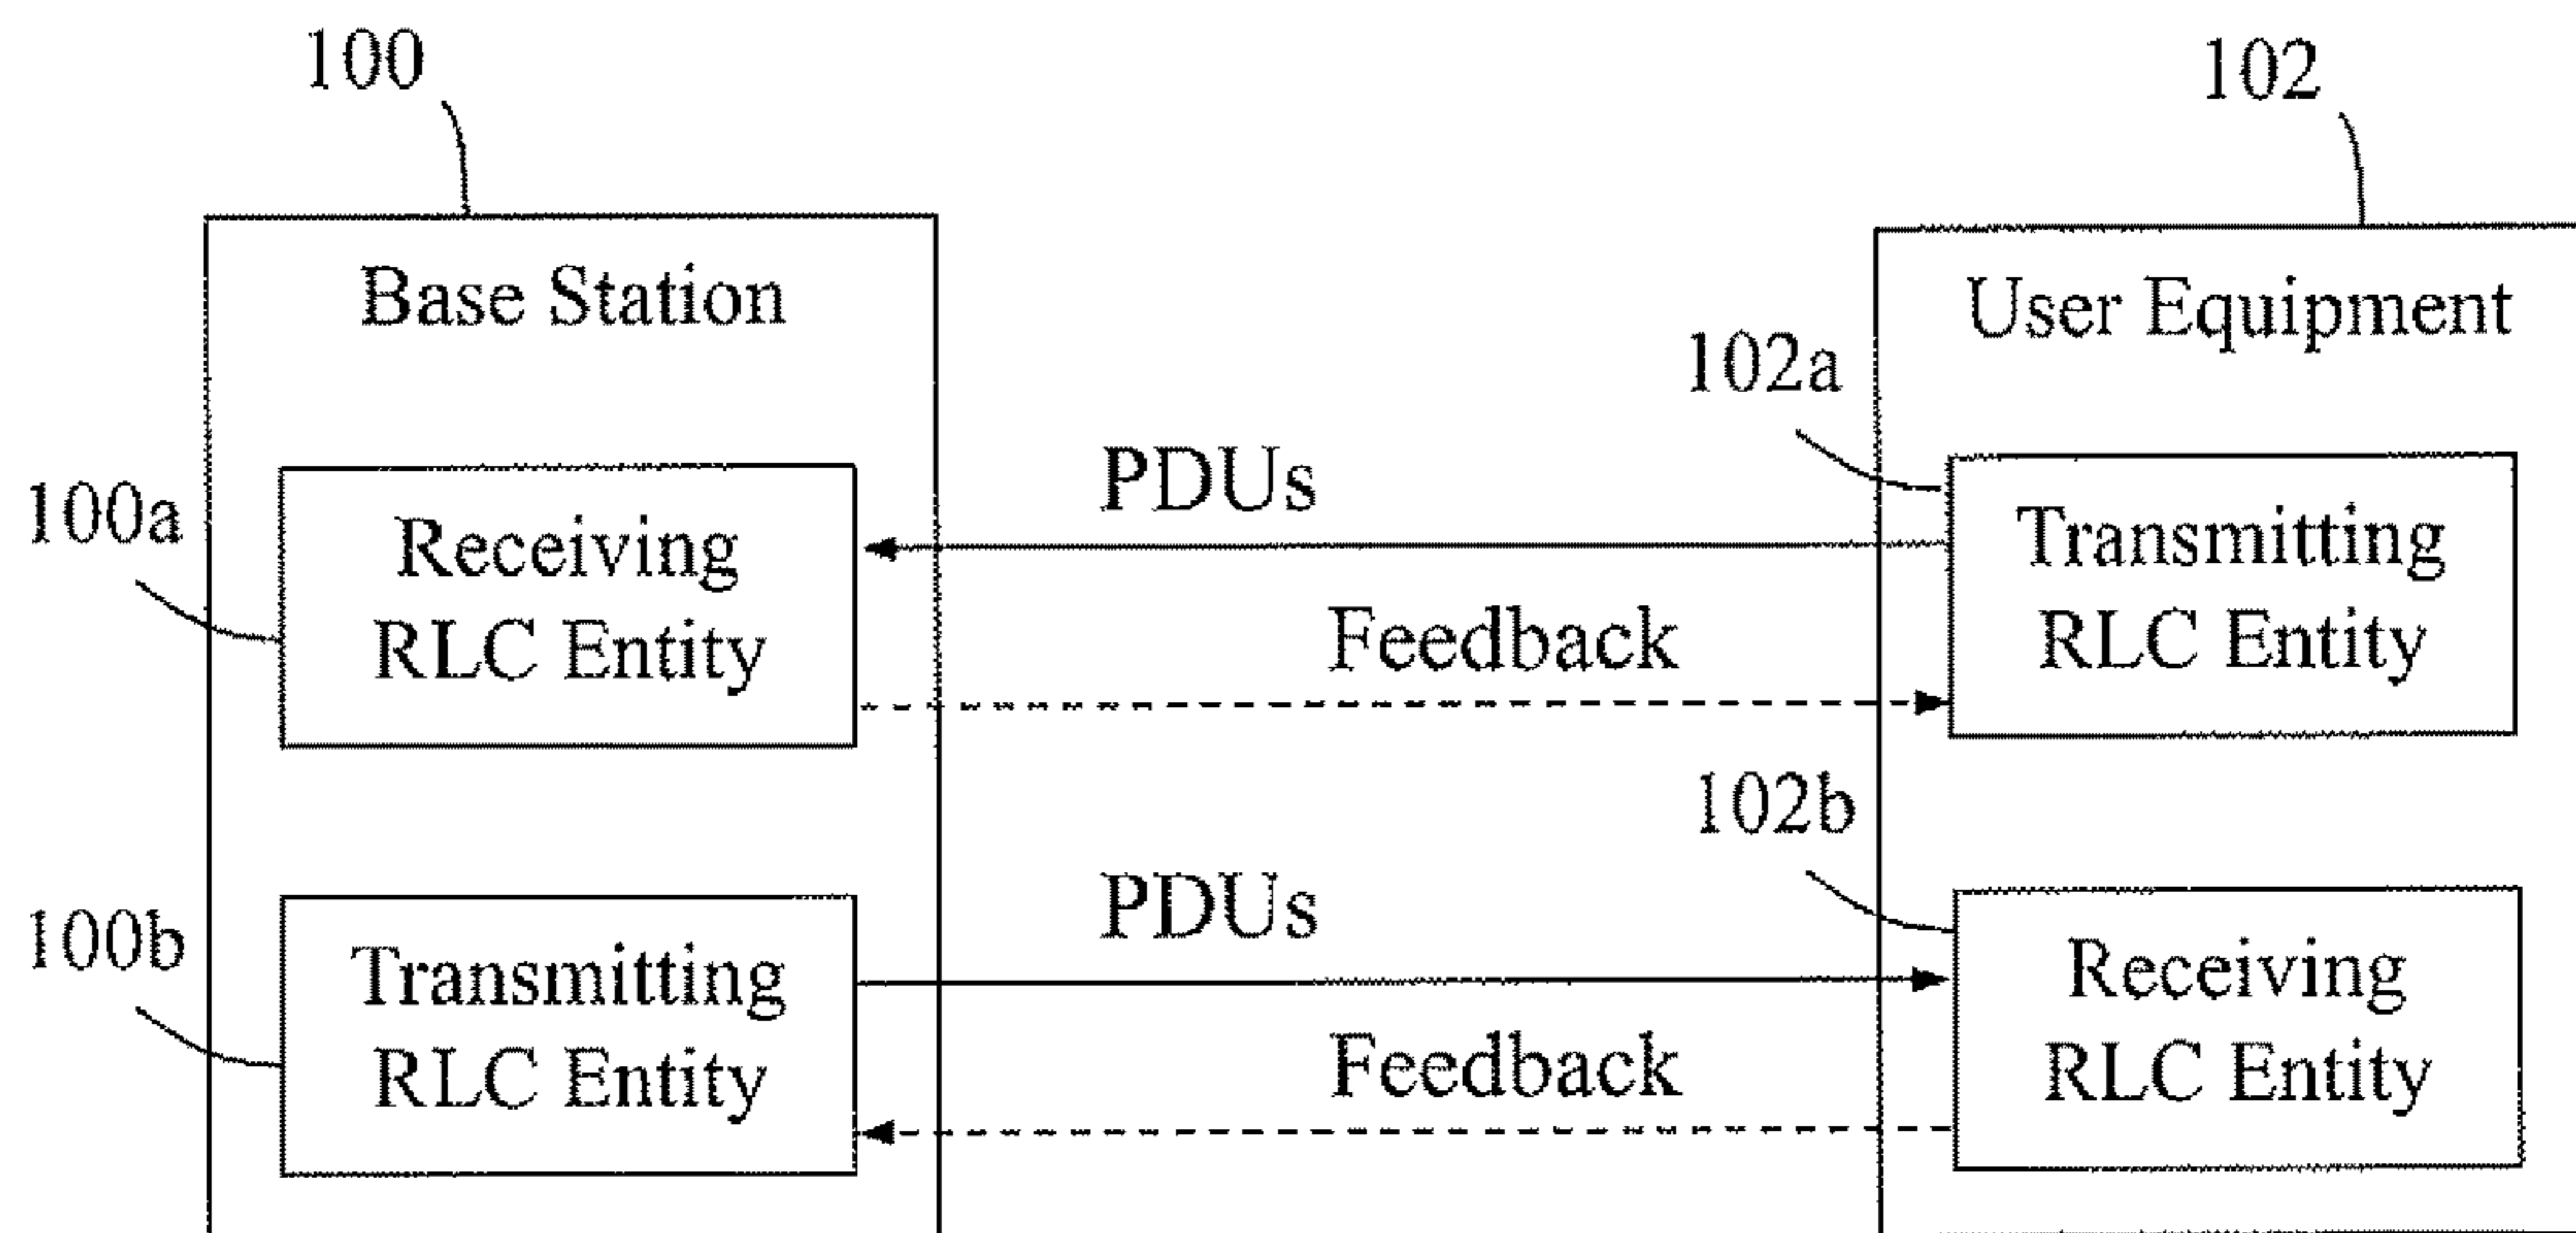 100
102
Base Station
User Equipment
102a
PDUs
100a
Receiving
RLC Entity
Transmitting
RLC Entity
Feedback
102b
PDUs
100b
Transmitting
RLC Entity
Receiving
RLC Entity
Feedback